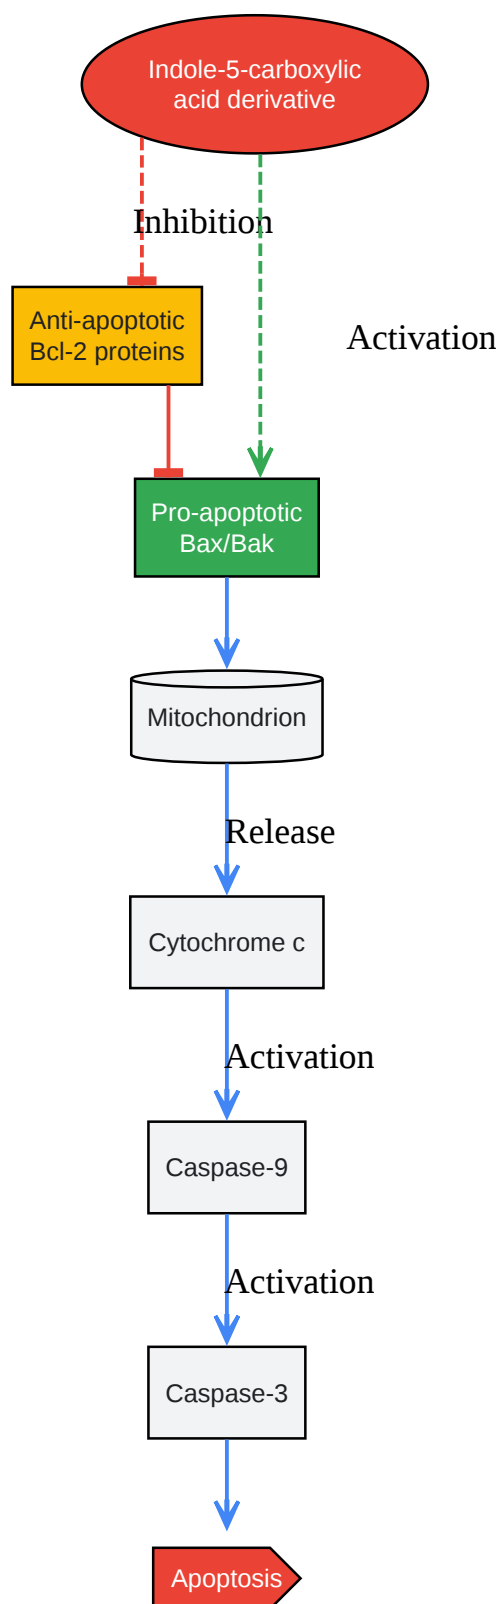 Indole-5-carboxylic
acid derivative
Inhibition
Anti-apoptotic
Bcl-2 proteins
Activation
Pro-apoptotic
Bax/Bak
Mitochondrion
Release
Cytochrome c
Activation
Caspase-9
Activation
Caspase-3
Apoptosis